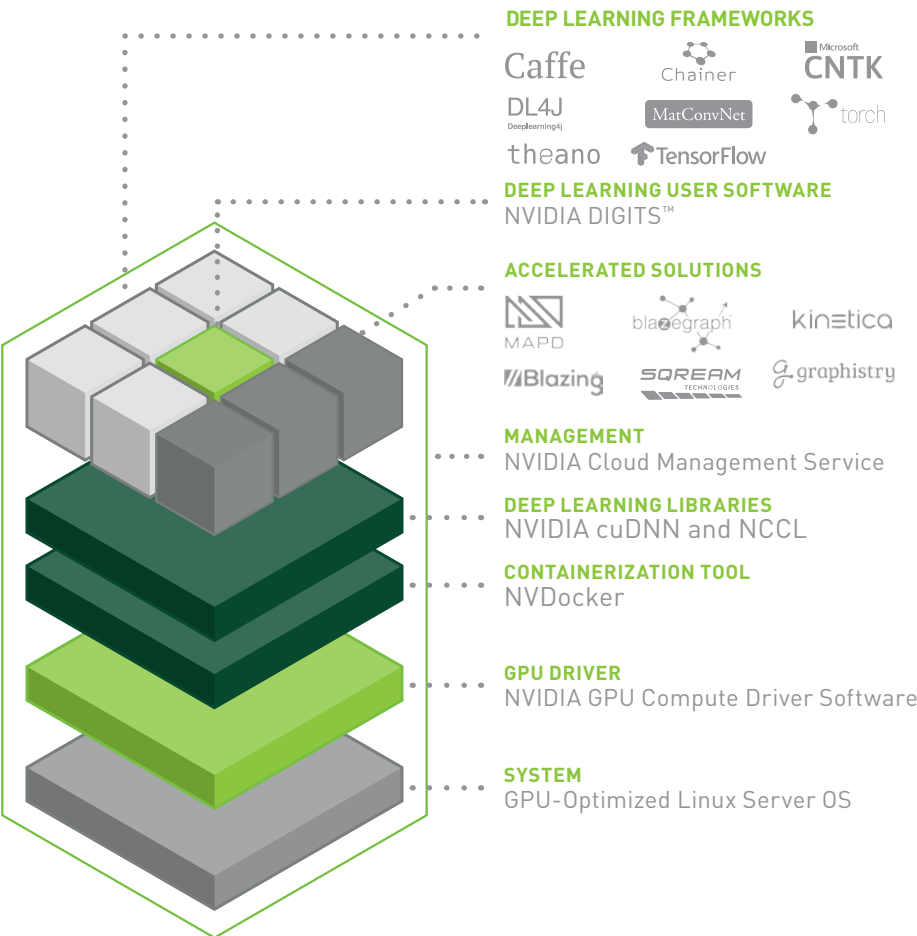 DEEP LEARNING FRAMEWORKS
Caffe
Chainer
Microsoft
CNTK
DL4J
Deeplearning4j
MatConvNet
torch
theano
TensorFlow
DEEP LEARNING USER SOFTWARE
NVIDIA DIGITS™
ACCELERATED SOLUTIONS
MAPD
blazegraph™
kinetica
Blazing
SQREAM
TECHNOLOGIES
graphistry
MANAGEMENT
NVIDIA Cloud Management Service
DEEP LEARNING LIBRARIES
NVIDIA cuDNN and NCCL
CONTAINERIZATION TOOL
NVDocker
GPU DRIVER
NVIDIA GPU Compute Driver Software
SYSTEM
GPU-Optimized Linux Server OS